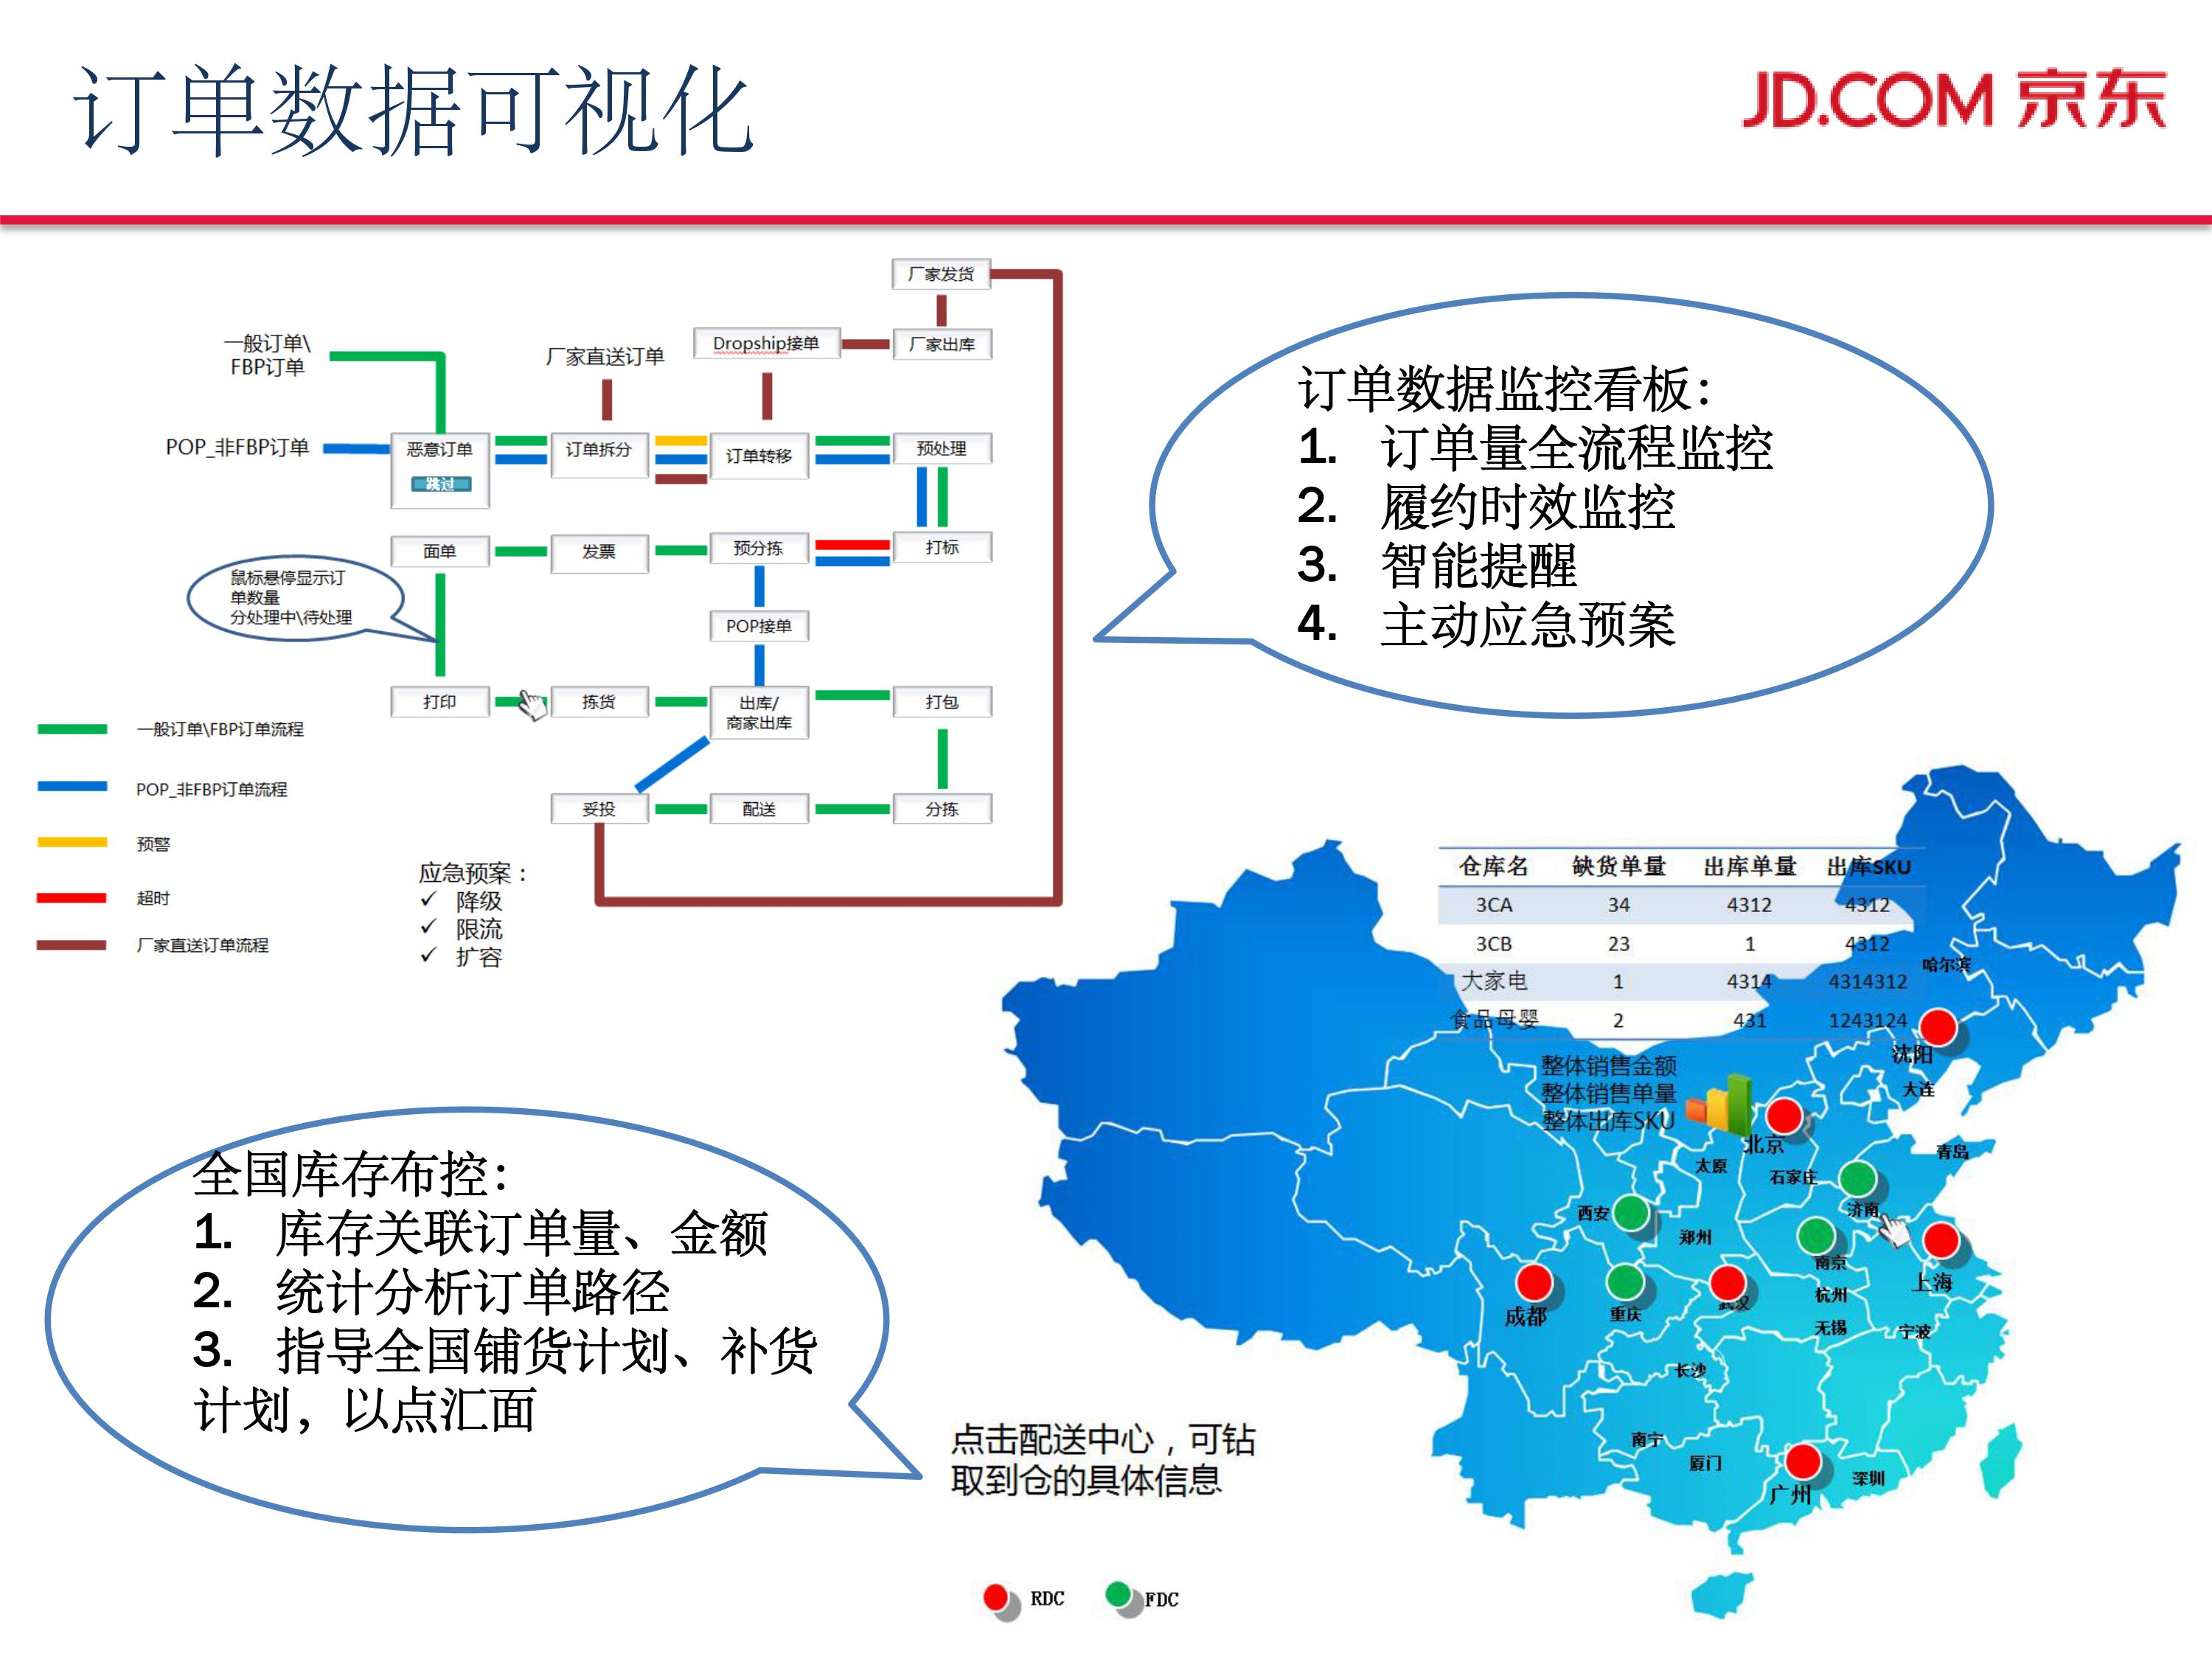 订单数据可视化
JD.COM 京东
厂家发货
一般订单\
FBP订单
厂家直送订单
Dropship接单
厂家出库
POP_非FBP订单
恶意订单
跳过
订单拆分
订单转移
预处理
面单
发票
预分拣
打标
鼠标悬停显示订
单数量
分处理中\待处理
POP接单
打印
拣货
出库/
商家出库
打包
妥投
配送
分拣
一般订单\FBP订单流程
POP_非FBP订单流程
预警
超时
厂家直送订单流程
应急预案：
✓ 降级
✓ 限流
✓ 扩容
订单数据监控看板：
1. 订单量全流程监控
2. 履约时效监控
3. 智能提醒
4. 主动应急预案
仓库名 缺货单量 出库单量 出库SKU
3CA 34 4312 4312
3CB 23 1 4312
大家电 1 4314 4314312
食品母婴 2 431 1243124
整体销售金额
整体销售单量
整体出库SKU
哈尔滨
沈阳
大连
北京
青岛
太原
石家庄
济南
西安
郑州
南京
上海
成都
重庆
武汉
杭州
无锡
宁波
长沙
南宁
厦门
深圳
广州
全国库存布控：
1. 库存关联订单量、金额
2. 统计分析订单路径
3. 指导全国铺货计划、补货
计划，以点汇面
点击配送中心，可钻
取到仓的具体信息
RDC
FDC